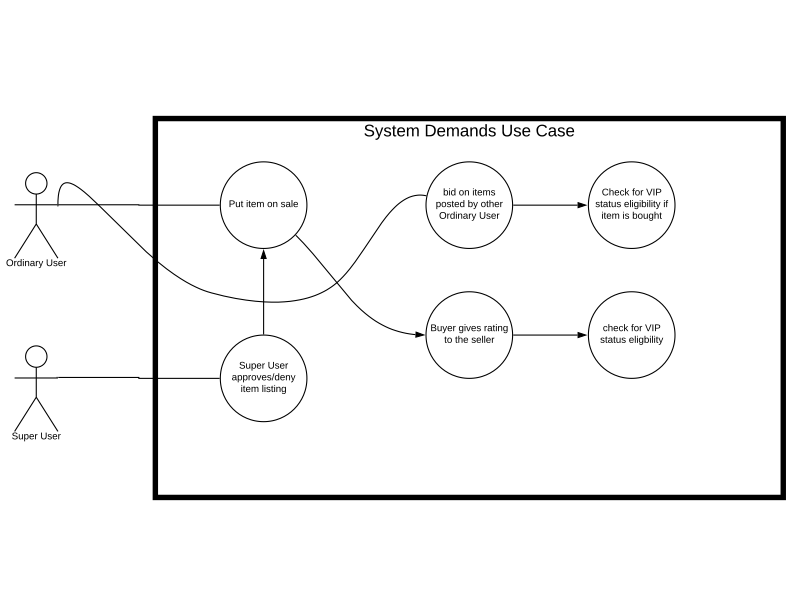 System Demands Use Case
Ordinary User
Put item on sale
bid on items
posted by other
Ordinary User
Check for VIP
status eligibility if
item is bought
Super User
Super User
approves/deny
item listing
Buyer gives rating
to the seller
check for VIP
status eligbility